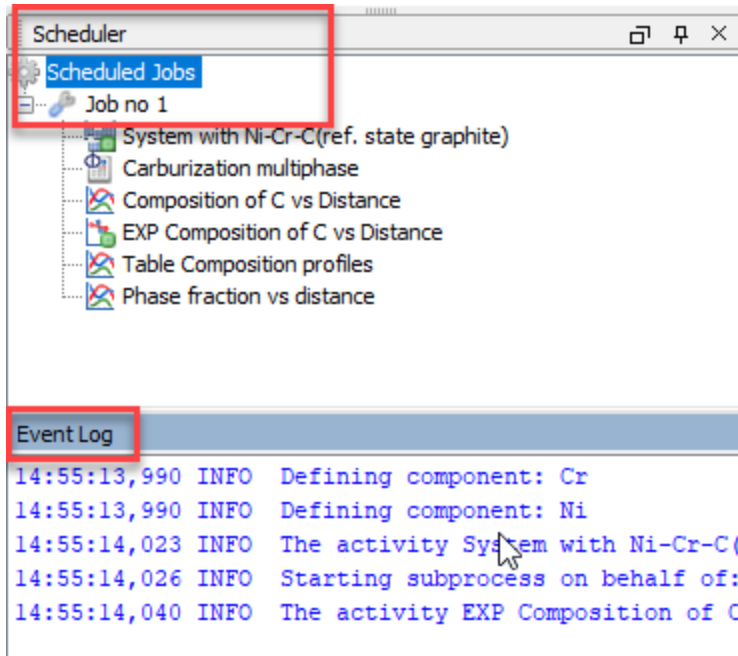 Scheduler
Scheduled Jobs
Job no 1
System with Ni-Cr-C(ref. state graphite)
Carburization multiphase
Composition of C vs Distance
EXP Composition of C vs Distance
Table Composition profiles
Phase fraction vs distance
Event Log
14:55:13,990 INFO Defining component: Cr
14:55:13,990 INFO Defining component: Ni
14:55:14,023 INFO The activity System with Ni-Cr-C(
14:55:14,026 INFO Starting subprocess on behalf of:
14:55:14,040 INFO The activity EXP Composition of C